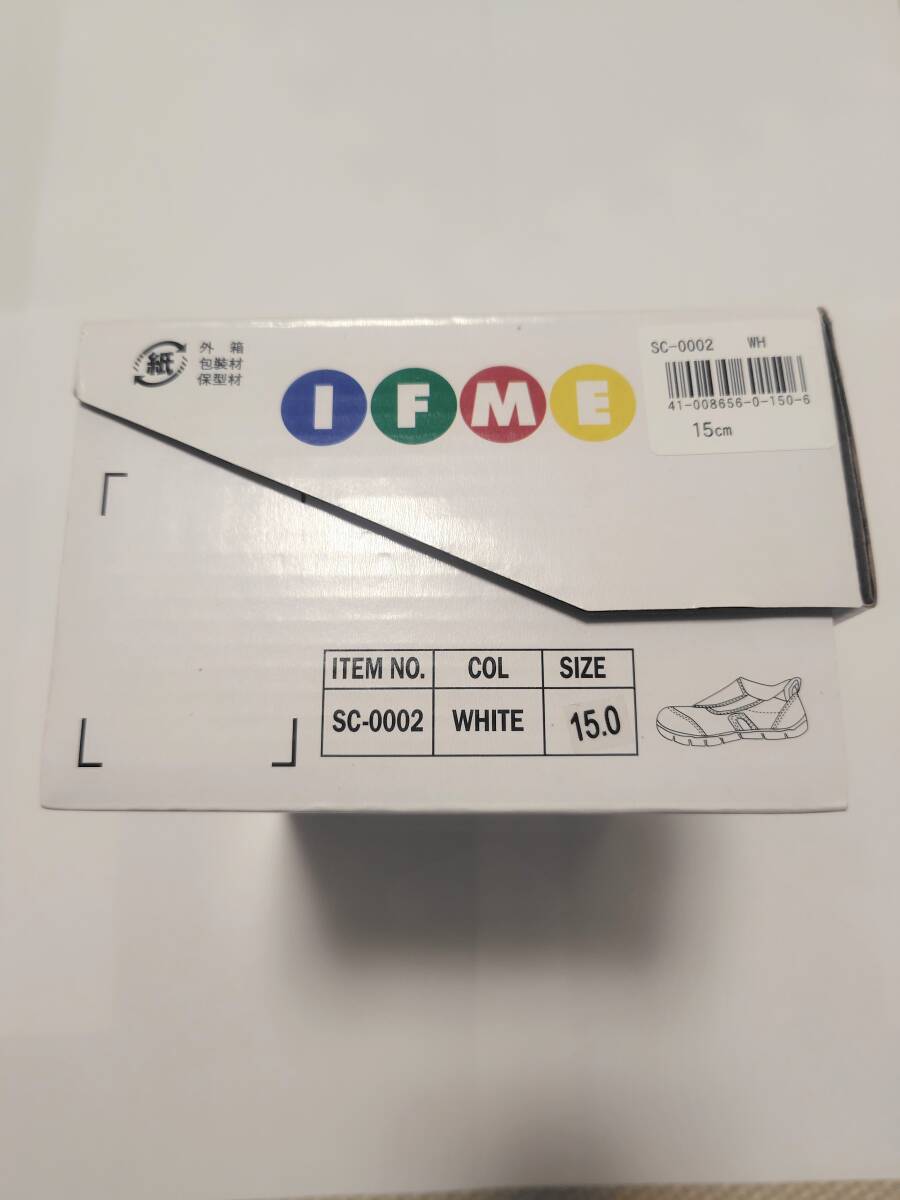 紙
外箱
包装材
保型材
IFME
SC-0002 WH
41-008656-0-150-6
15cm
ITEM NO. COL SIZE
SC-0002 WHITE 15.0